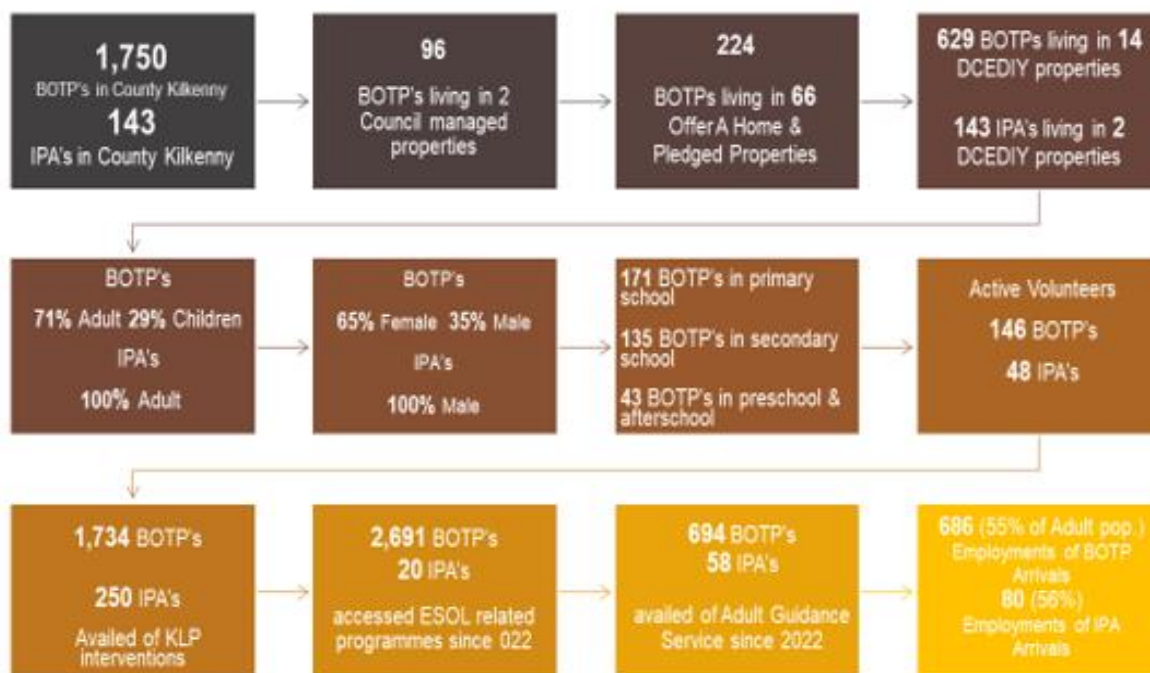 1,750
BOTP's in County Kilkenny
143
IPA's in County Kilkenny
96
BOTP's living in 2
Council managed
properties
224
BOTPs living in 66
Offer A Home &
Pledged Properties
629 BOTPs living in 14
DCEDIY properties
143 IPA's living in 2
DCEDIY properties
BOTP's
71% Adult 29% Children
IPA's
100% Adult
BOTP's
65% Female 35% Male
IPA's
100% Male
171 BOTP's in primary
school
135 BOTP's in secondary
school
43 BOTP's in preschool &
afterschool
Active Volunteers
146 BOTP's
48 IPA's
1,734 BOTP's
250 IPA's
Availed of KLP
interventions
2,691 BOTP's
20 IPA's
accessed ESOL related
programmes since 022
694 BOTP's
58 IPA's
availed of Adult Guidance
Service since 2022
686 (55% of Adult pop.)
Employments of BOTP
Arrivals
80 (56%)
Employments of IPA
Arrivals